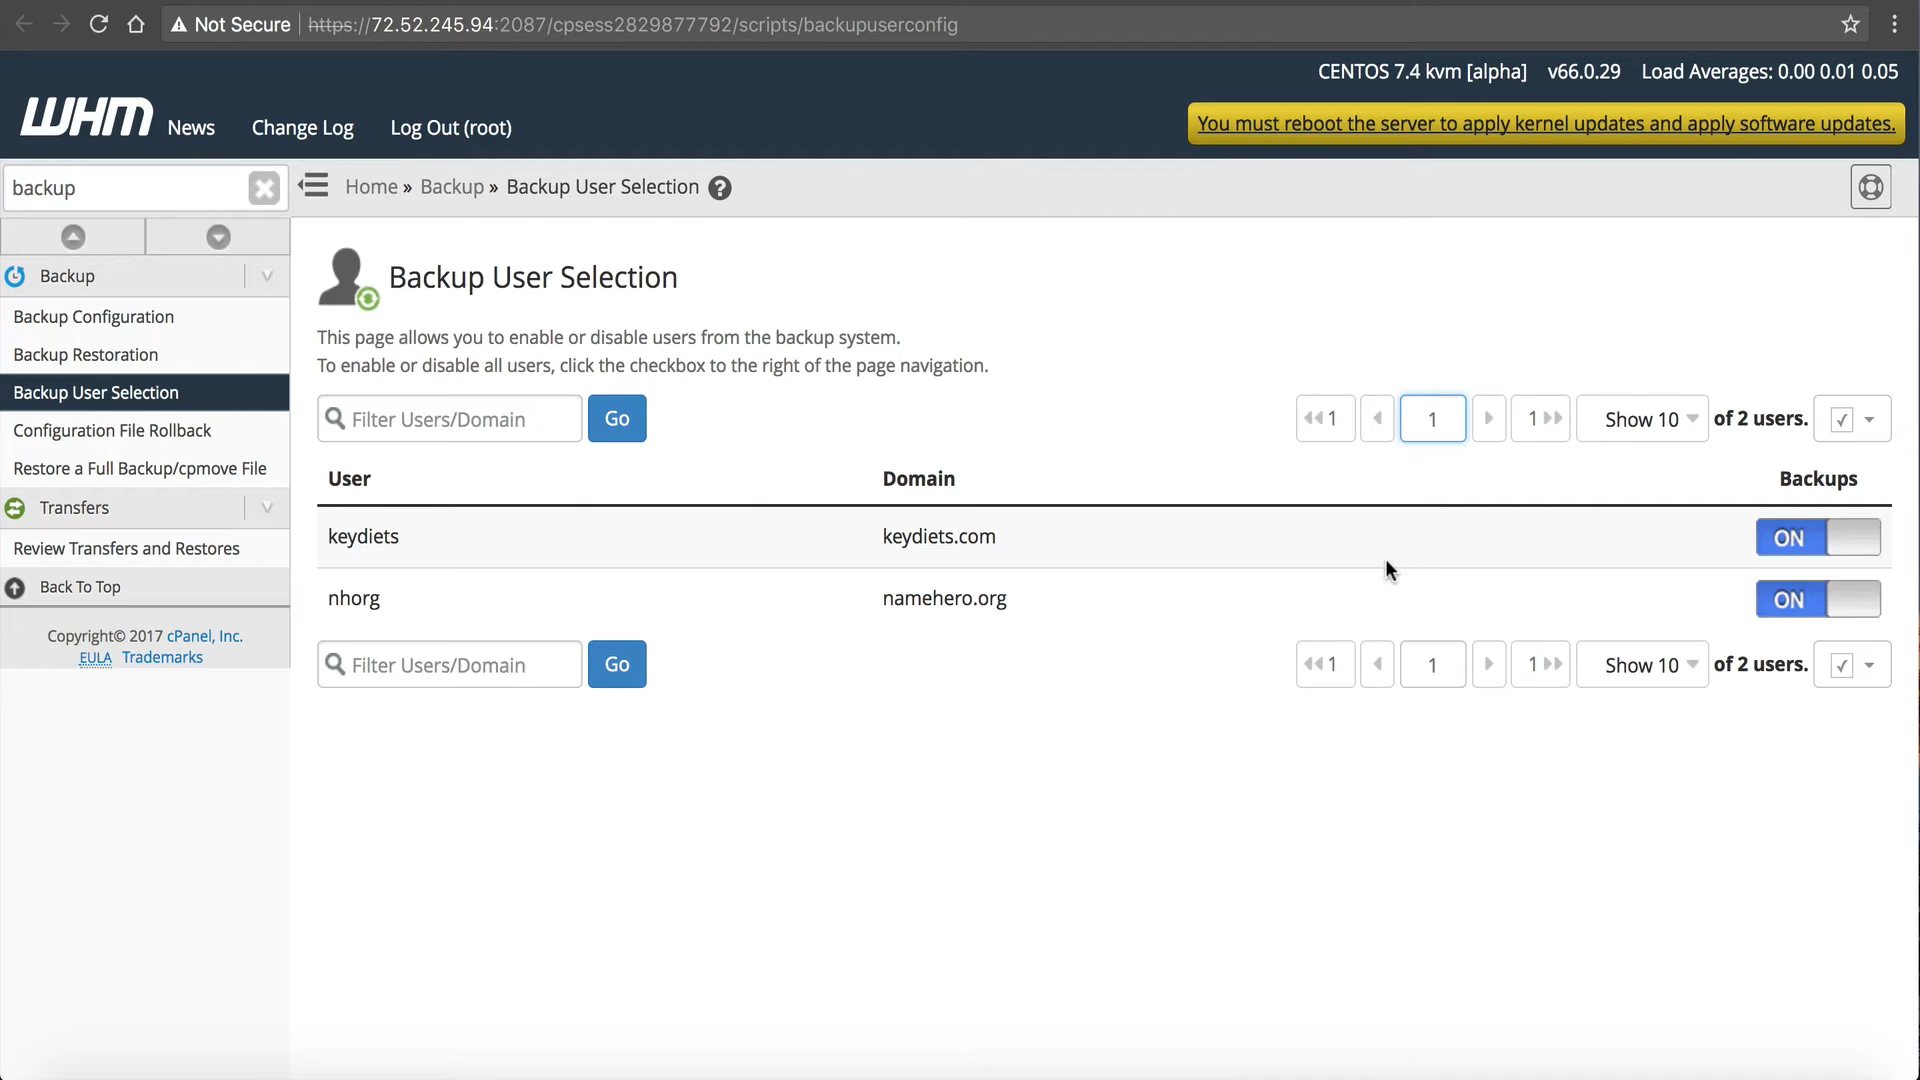 Not Secure https://72.52.245.94:2087/cpsess2829877792/scripts/backupuserconfig
CENTOS 7.4 kvm [alpha] v66.0.29 Load Averages: 0.00 0.01 0.05
WHM News Change Log Log Out (root)
You must reboot the server to apply kernel updates and apply software updates.
backup
Home » Backup » Backup User Selection
Backup
Backup Configuration
Backup Restoration
Backup User Selection
Configuration File Rollback
Restore a Full Backup/cpmove File
Transfers
Review Transfers and Restores
Back To Top
Copyright© 2017 cPanel, Inc.
EULA Trademarks
Backup User Selection
This page allows you to enable or disable users from the backup system.
To enable or disable all users, click the checkbox to the right of the page navigation.
Filter Users/Domain Go 1 1 1 Show 10 of 2 users.
User Domain Backups
keydiets keydiets.com ON
nhorg namehero.org ON
Filter Users/Domain Go 1 1 1 Show 10 of 2 users.